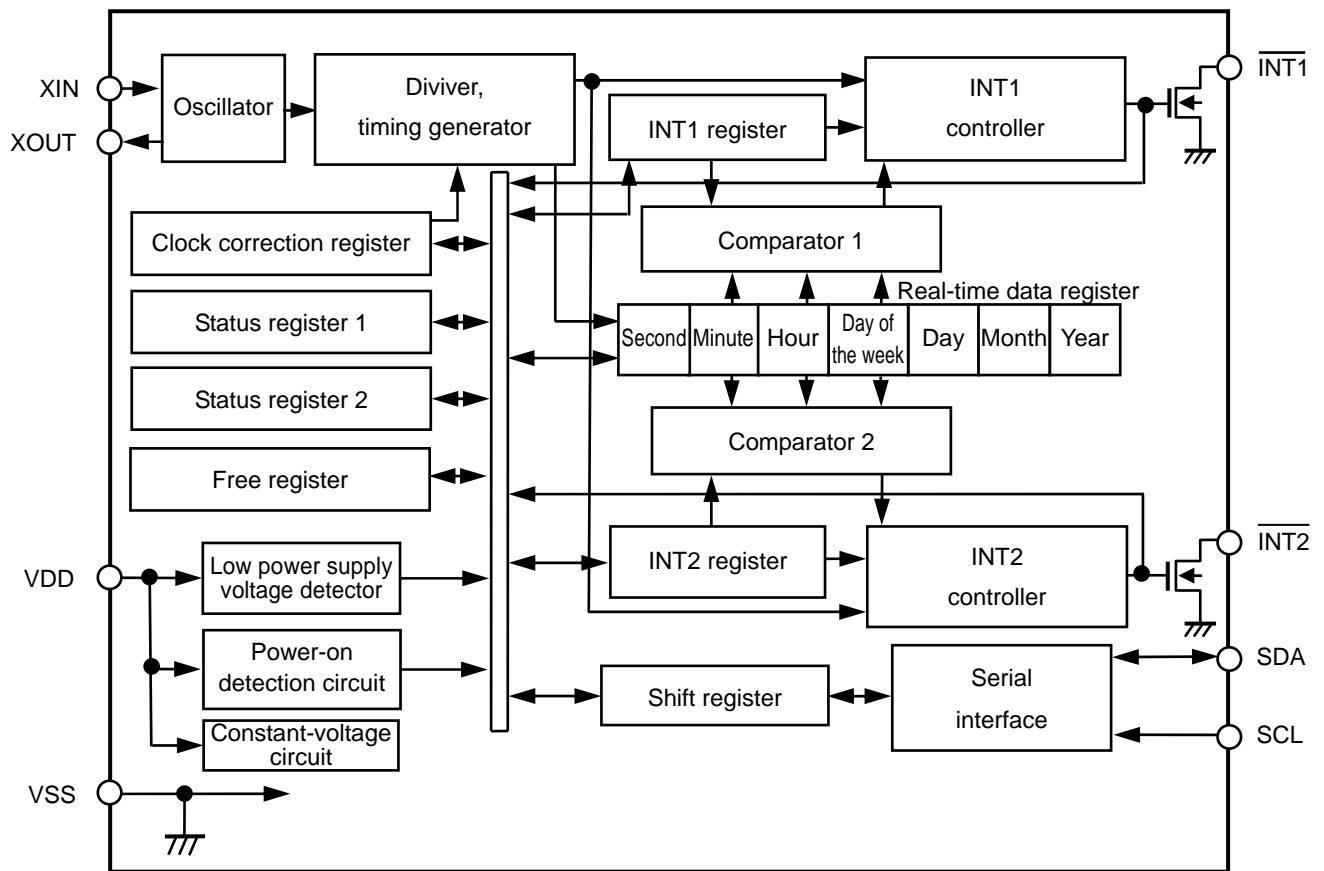 XIN
XOUT
Oscillator
Diviver,
timing generator
INT1 register
INT1
controller
INT1
Clock correction register
Comparator 1
Status register 1
Real-time data register
Second
Minute
Hour
Day of
the week
Day
Month
Year
Status register 2
Comparator 2
Free register
VDD
Low power supply
voltage detector
INT2 register
INT2
controller
INT2
Power-on
detection circuit
Shift register
Serial
interface
SDA
SCL
Constant-voltage
circuit
VSS